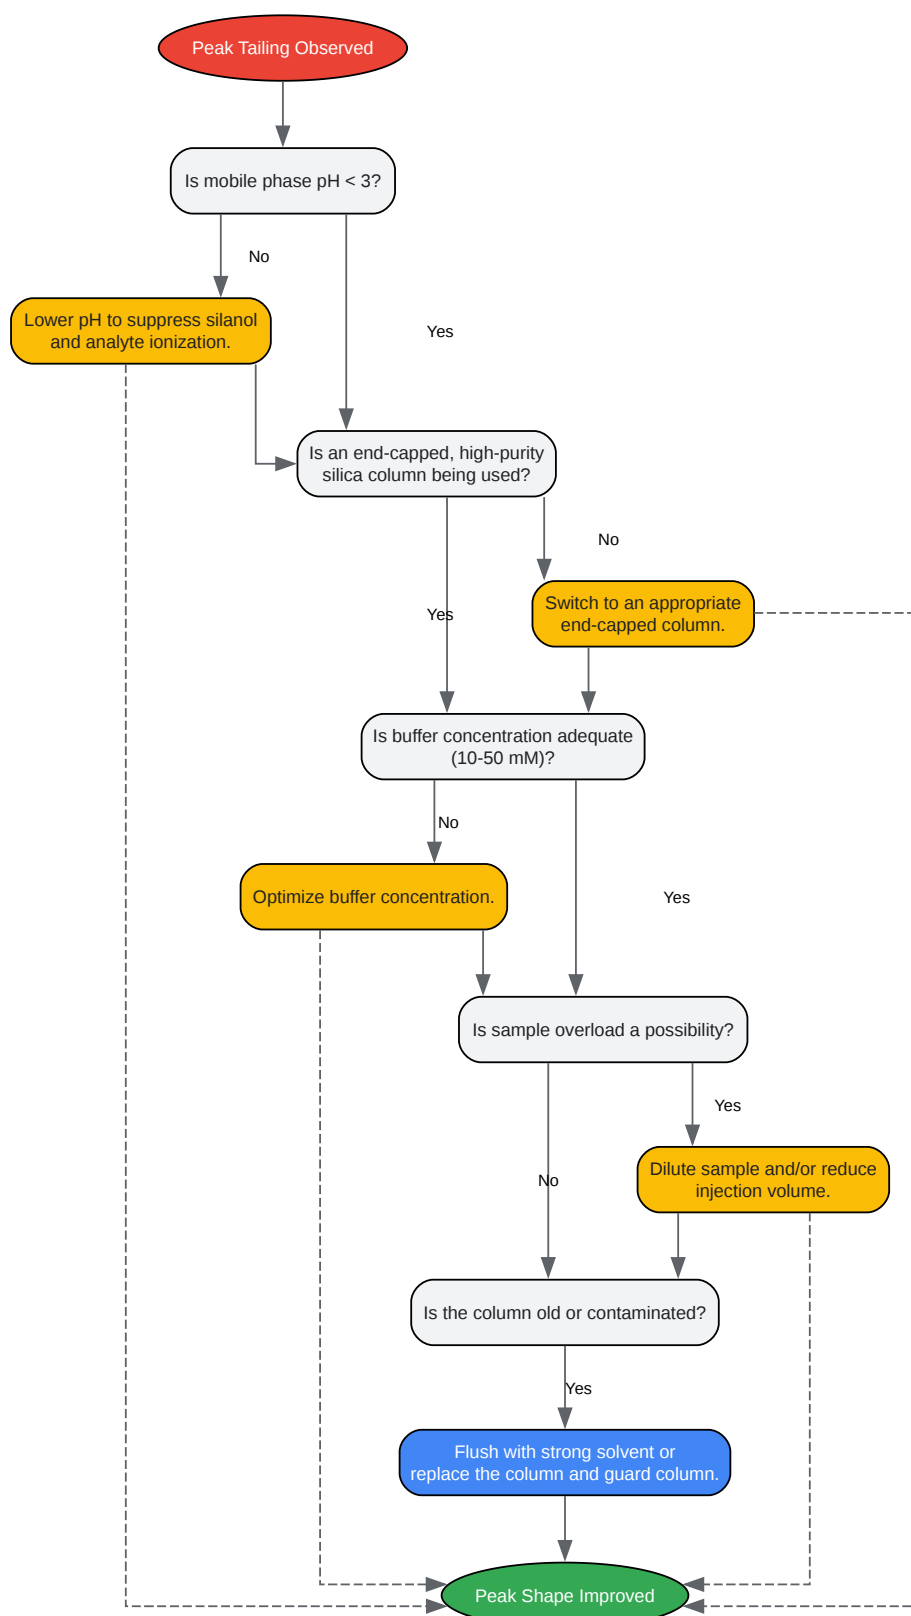 Peak Tailing Observed
Is mobile phase pH < 3?
No
Lower pH to suppress silanol
and analyte ionization.
Yes
Is an end-capped, high-purity
silica column being used?
No
Switch to an appropriate
end-capped column.
Yes
Is buffer concentration adequate
(10-50 mM)?
No
Optimize buffer concentration.
Yes
Is sample overload a possibility?
Yes
Dilute sample and/or reduce
injection volume.
No
Is the column old or contaminated?
Yes
Flush with strong solvent or
replace the column and guard column.
Peak Shape Improved